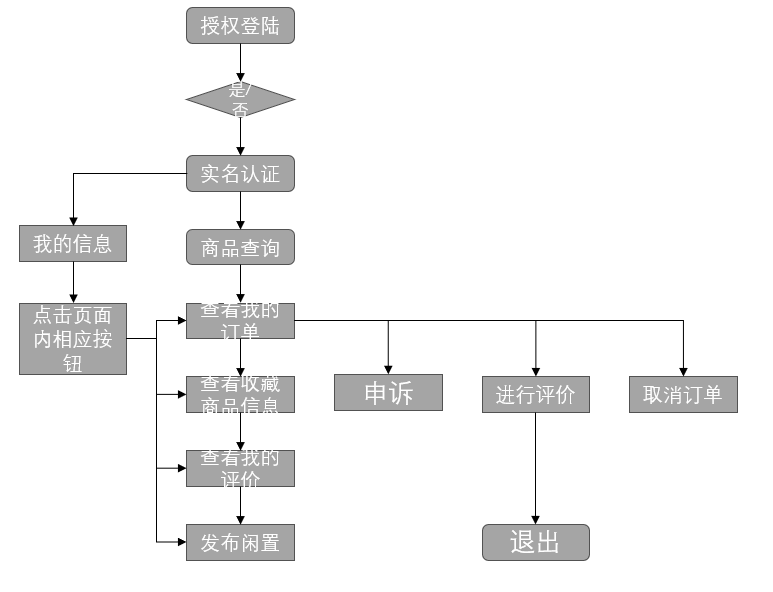 授权登陆
是/
否
实名认证
我的信息
商品查询
点击页面
内相应按
钮
查看我的
订单
查看收藏
商品信息
申诉
进行评价
取消订单
查看我的
评价
发布闲置
退出